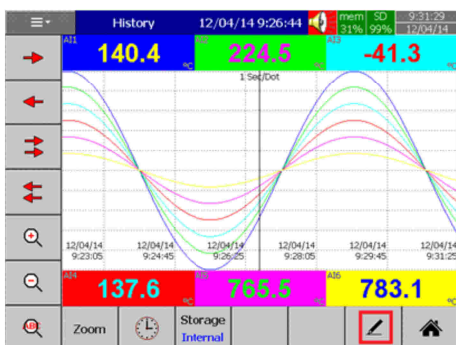 History 12/04/14 9:26:44 mem 31% SD 99% 9:31:29 12/04/14
AI1 140.4 °C 224.5 °C AI3 -41.3 °C
1 Sec/Dot
12/04/14 12/04/14 12/04/14 12/04/14 12/04/14 12/04/14
9:23:05 9:24:45 9:26:25 9:28:05 9:29:45 9:31:25
AI4 137.6 °C AI5 765.5 °C AI6 783.1 °C
ABC Zoom Storage
Internal